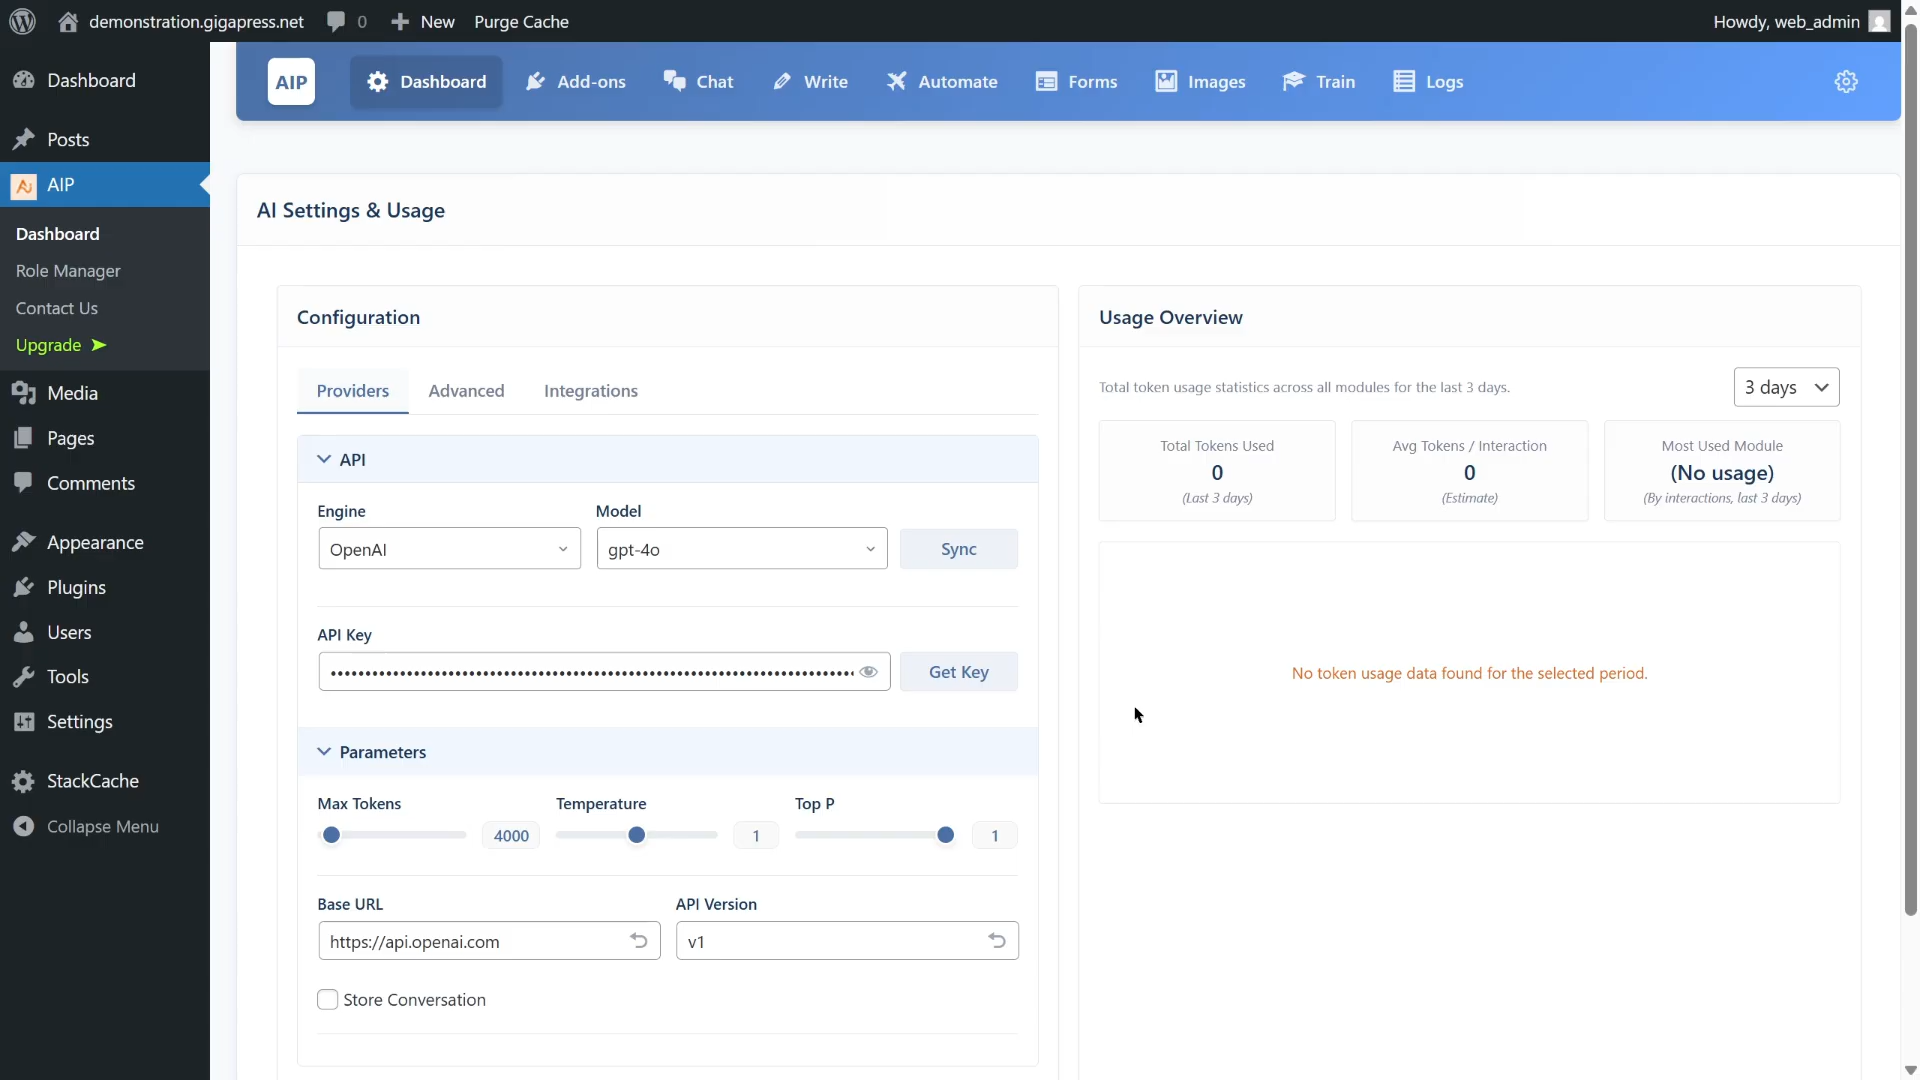 demonstration.gigapress.net
0
New
Purge Cache
Howdy, web_admin
Dashboard
Posts
AIP
Dashboard
Role Manager
Contact Us
Upgrade ➤
Media
Pages
Comments
Appearance
Plugins
Users
Tools
Settings
StackCache
Collapse Menu
AIP
Dashboard
Add-ons
Chat
Write
Automate
Forms
Images
Train
Logs
AI Settings & Usage
Configuration
Providers
Advanced
Integrations
API
Engine
Model
OpenAI
gpt-4o
Sync
API Key
Get Key
Parameters
Max Tokens
Temperature
Top P
4000
1
1
Base URL
API Version
https://api.openai.com
v1
Store Conversation
Usage Overview
Total token usage statistics across all modules for the last 3 days.
3 days
Total Tokens Used
0
(Last 3 days)
Avg Tokens / Interaction
0
(Estimate)
Most Used Module
(No usage)
(By interactions, last 3 days)
No token usage data found for the selected period.